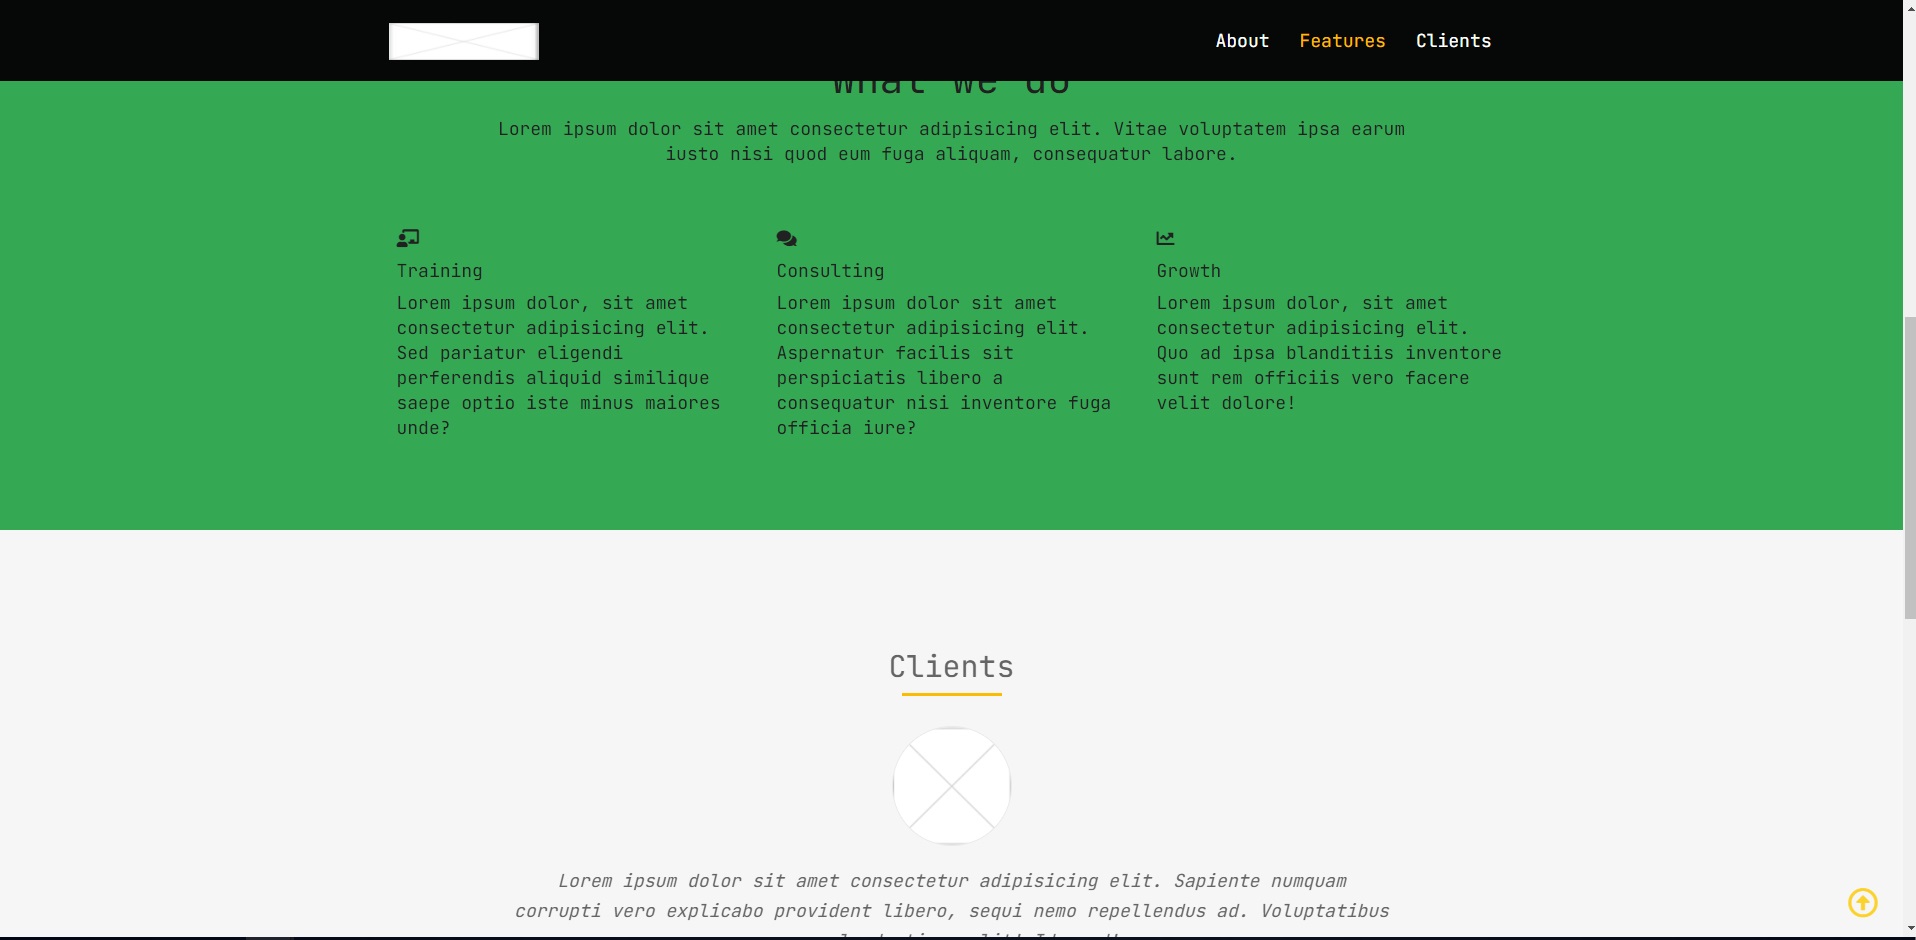 About Features Clients
What we do
Lorem ipsum dolor sit amet consectetur adipisicing elit. Vitae voluptatem ipsa earum
iusto nisi quod eum fuga aliquam, consequatur labore.
Training
Lorem ipsum dolor, sit amet
consectetur adipisicing elit.
Sed pariatur eligendi
perferendis aliquid similique
saepe optio iste minus maiores
unde?
Consulting
Lorem ipsum dolor sit amet
consectetur adipisicing elit.
Aspernatur facilis sit
perspiciatis libero a
consequatur nisi inventore fuga
officia iure?
Growth
Lorem ipsum dolor, sit amet
consectetur adipisicing elit.
Quo ad ipsa blanditiis inventore
sunt rem officiis vero facere
velit dolore!
Clients
Lorem ipsum dolor sit amet consectetur adipisicing elit. Sapiente numquam
corrupti vero explicabo provident libero, sequi nemo repellendus ad. Voluptatibus